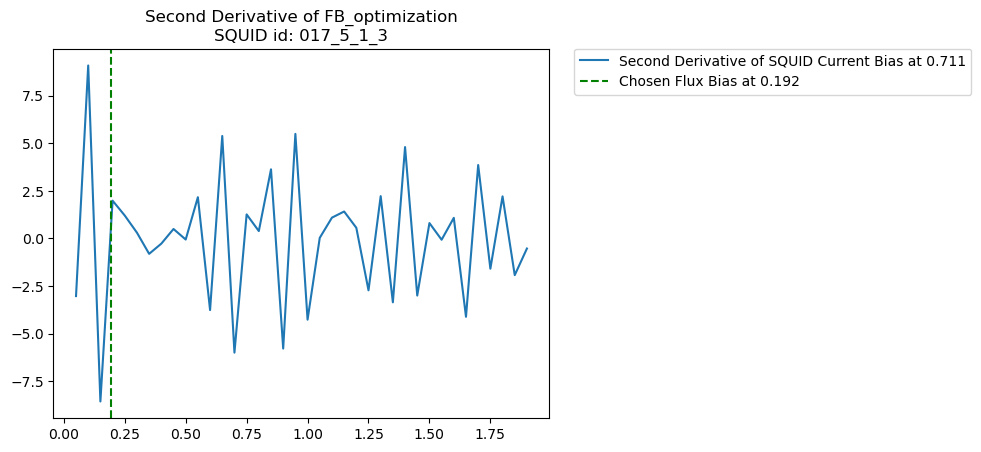 Second Derivative of FB_optimization
SQUID id: 017_5_1_3
Second Derivative of SQUID Current Bias at 0.711
Chosen Flux Bias at 0.192
7.5
5.0
2.5
0.0
−2.5
−5.0
−7.5
0.00 0.25 0.50 0.75 1.00 1.25 1.50 1.75